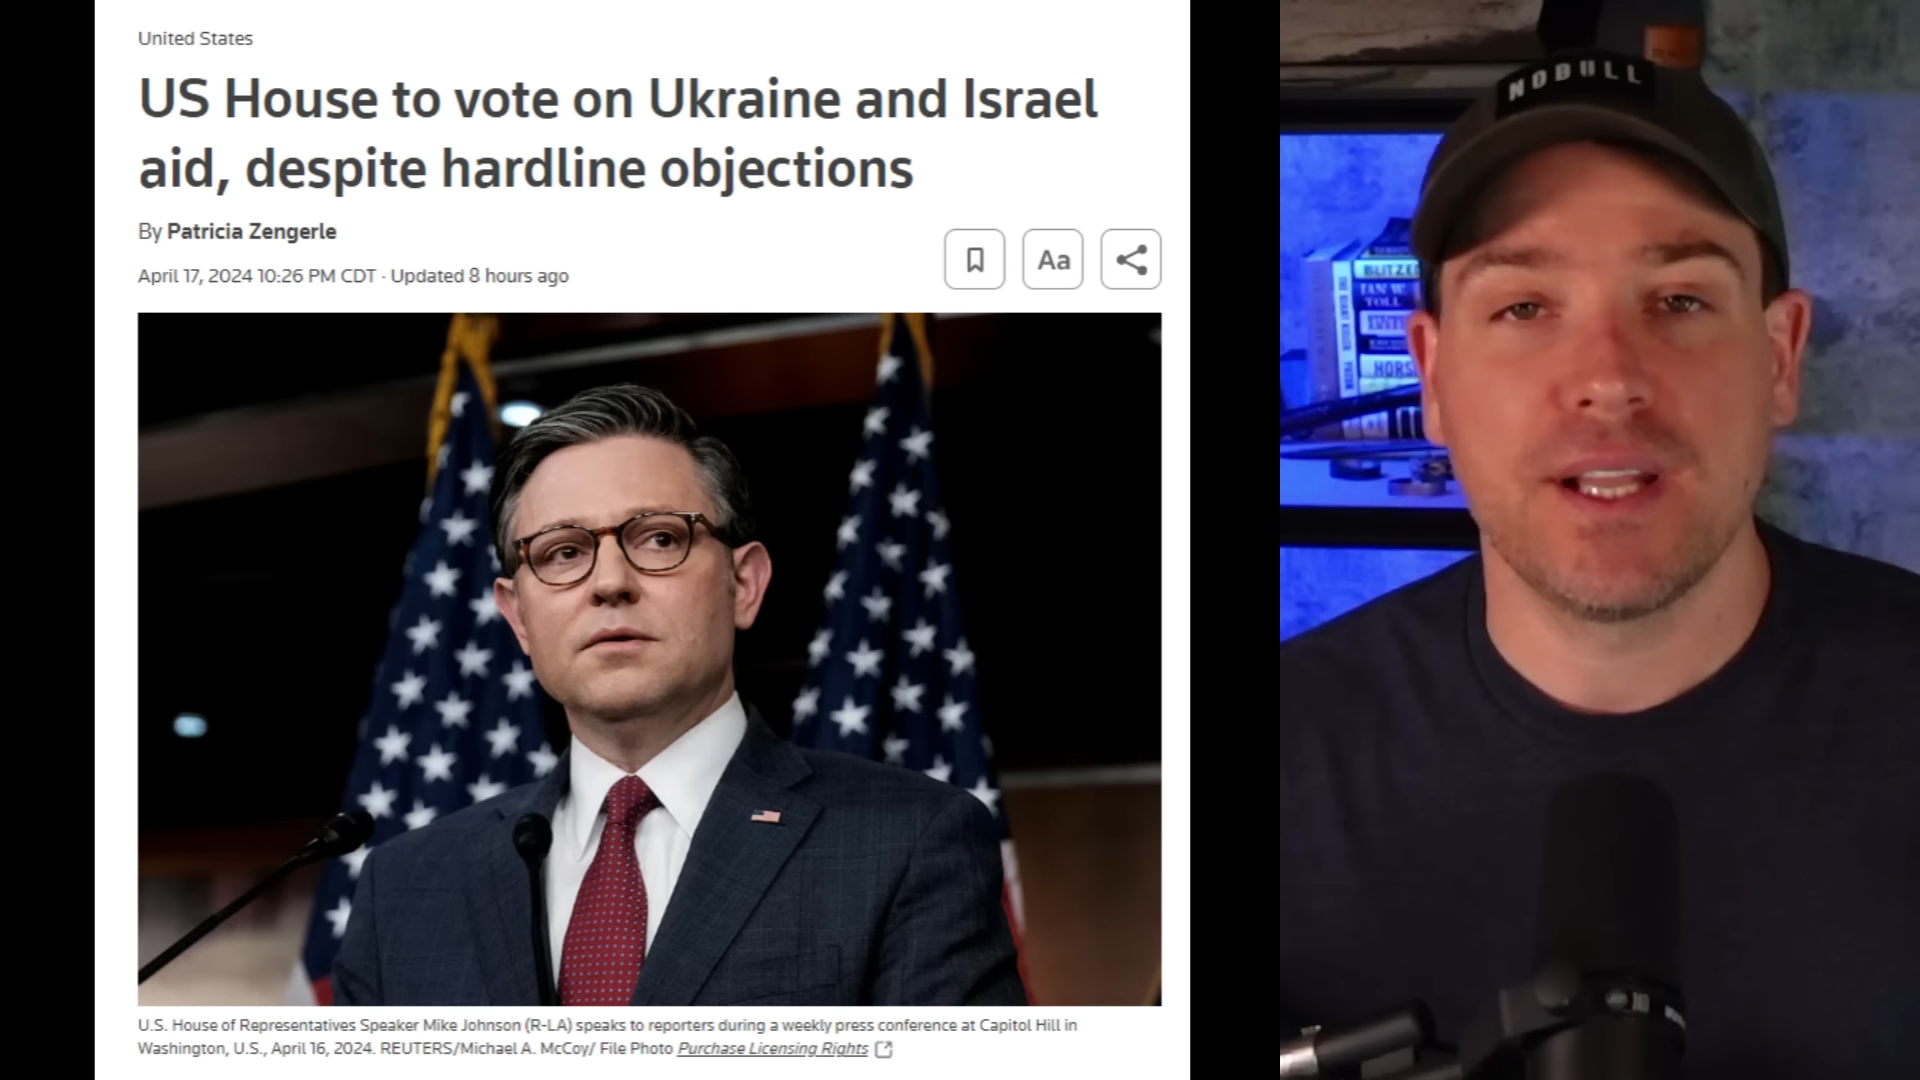 United States
US House to vote on Ukraine and Israel
aid, despite hardline objections
By Patricia Zengerle
April 17, 2024 10:26 PM CDT · Updated 8 hours ago
Aa
U.S. House of Representatives Speaker Mike Johnson (R-LA) speaks to reporters during a weekly press conference at Capitol Hill in
Washington, U.S., April 16, 2024. REUTERS/Michael A. McCoy/ File Photo Purchase Licensing Rights
NOBULL
IAN W.
TOLL